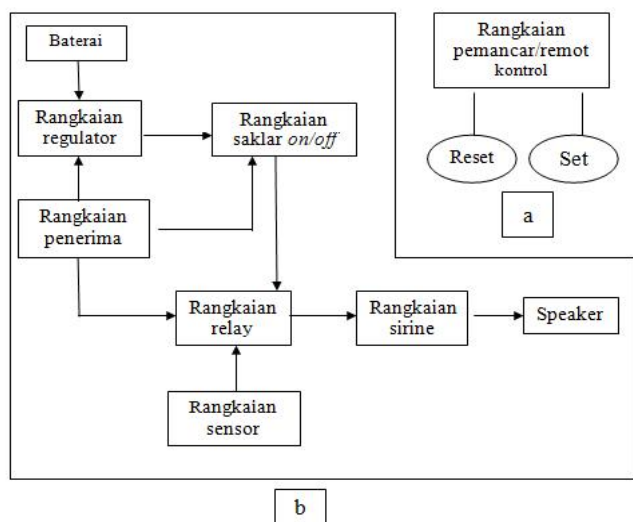 Baterai
Rangkaian
regulator
Rangkaian
saklar on/off
Rangkaian
penerima
Rangkaian
relay
Rangkaian
sirine
Speaker
Rangkaian
sensor
b
Rangkaian
pemancar/remot
kontrol
Reset
Set
a